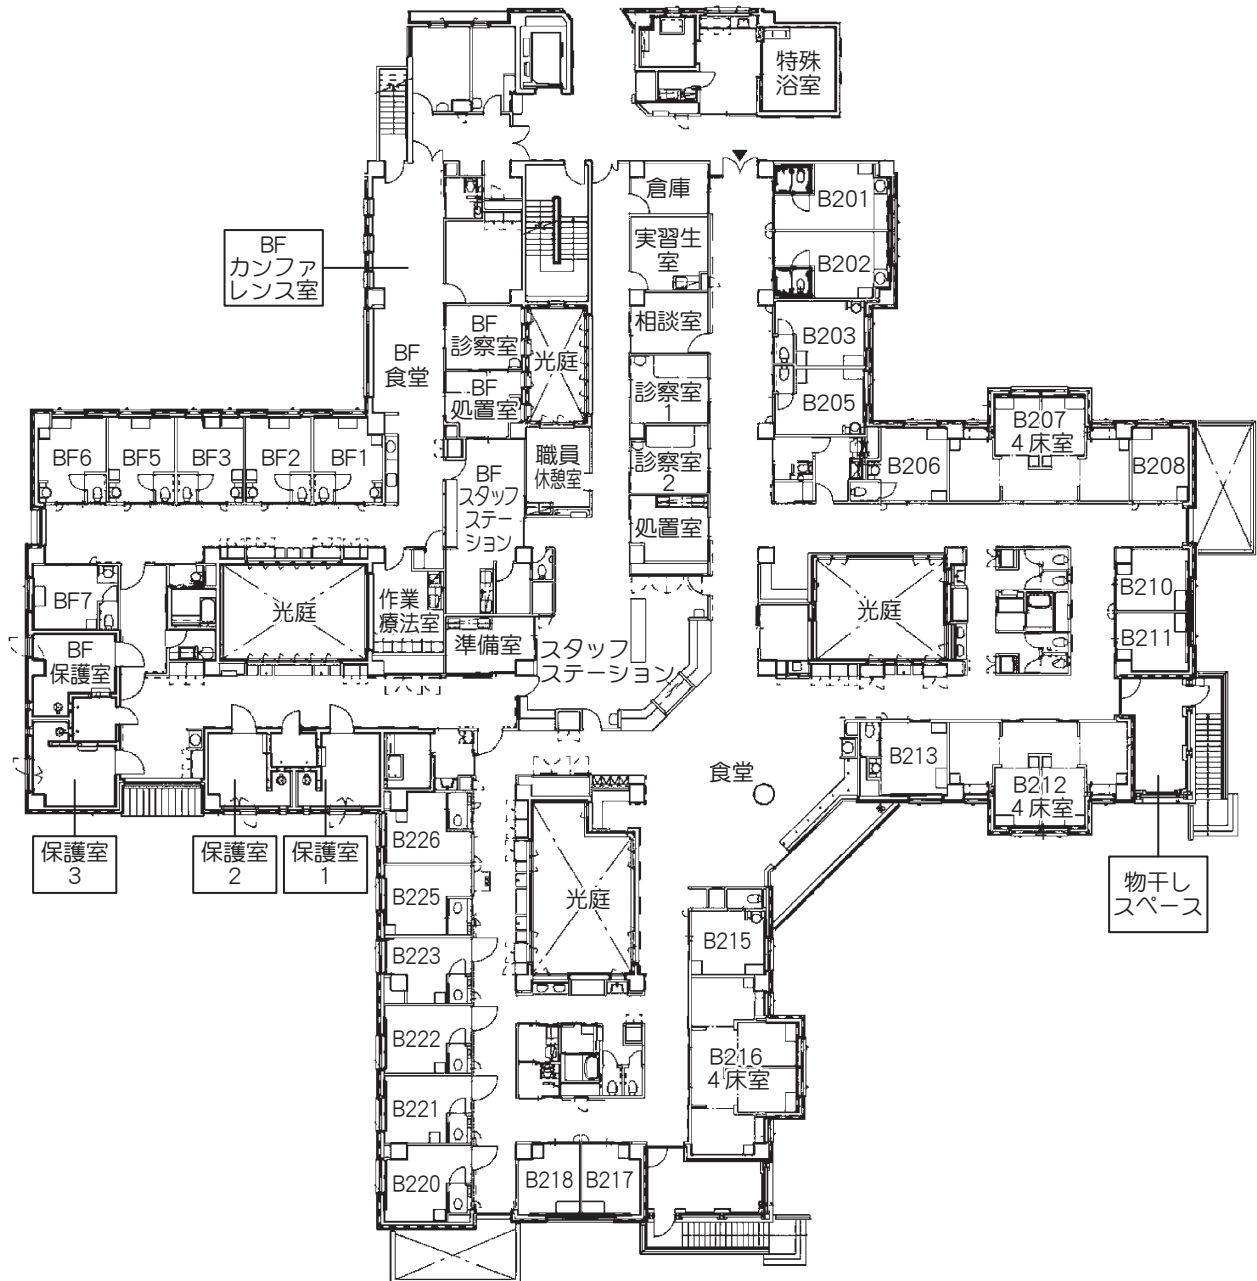 特殊
浴室
倉庫
実習生
室
相談室
診察室
1
診察室
2
処置室
B201
B202
B203
B205
BF
カンファ
レンス室
BF
食堂
BF
診察室
BF
処置室
光庭
職員
休憩室
BF
スタッフ
ステー
ション
BF6
BF5
BF3
BF2
BF1
B206
B207
4床室
B208
BF7
光庭
作業
療法室
準備室
スタッフ
ステーション
光庭
B210
B211
BF
保護室
食堂
B213
B212
4床室
保護室
3
保護室
2
保護室
1
B226
B225
B223
B222
B221
B220
光庭
B215
B216
4床室
B218
B217
物干し
スペース